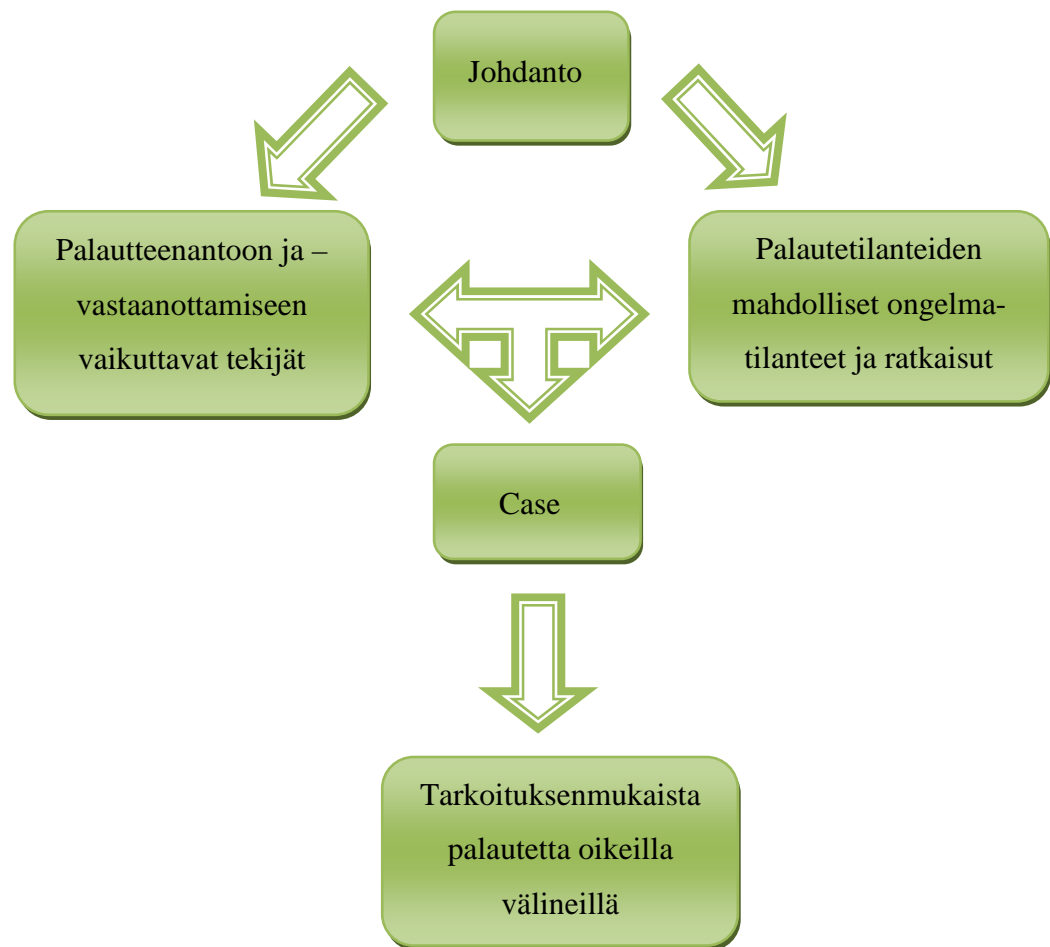 Johdanto
Palautteenantoon ja –
vastaanottamiseen
vaikuttavat tekijät
Palautetilanteiden
mahdolliset ongelma-
tilanteet ja ratkaisut
Case
Tarkoituksenmukaista
palautetta oikeilla
välineillä